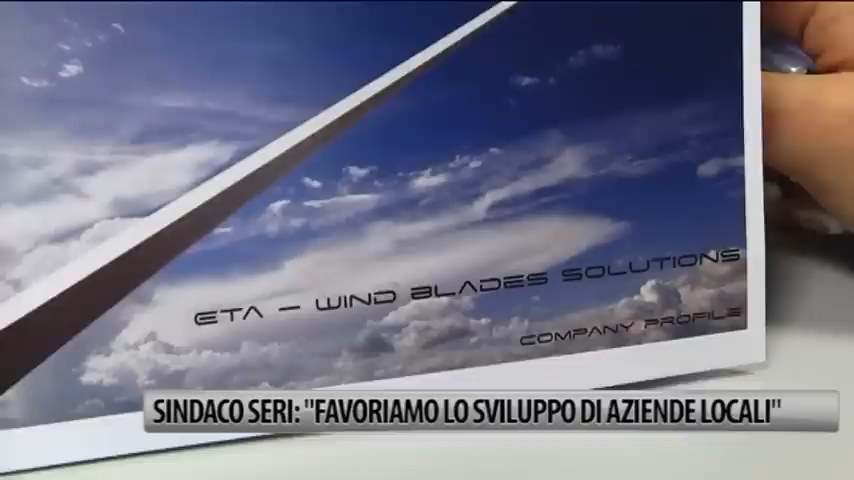 ETA – WIND BLADES SOLUTIONS
COMPANY PROFILE
SINDACO SERI: "FAVORIAMO LO SVILUPPO DI AZIENDE LOCALI"